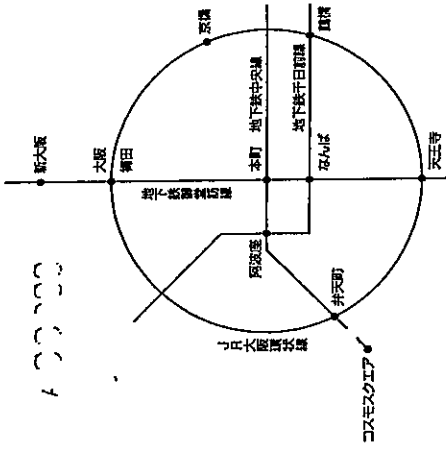 新大阪
大阪
梅田
京橋
地下鉄御堂筋線
本町
地下鉄中央線
地下鉄千日前線
鶴橋
なんば
阿波座
天王寺
弁天町
JR大阪環状線
コスモスクエア